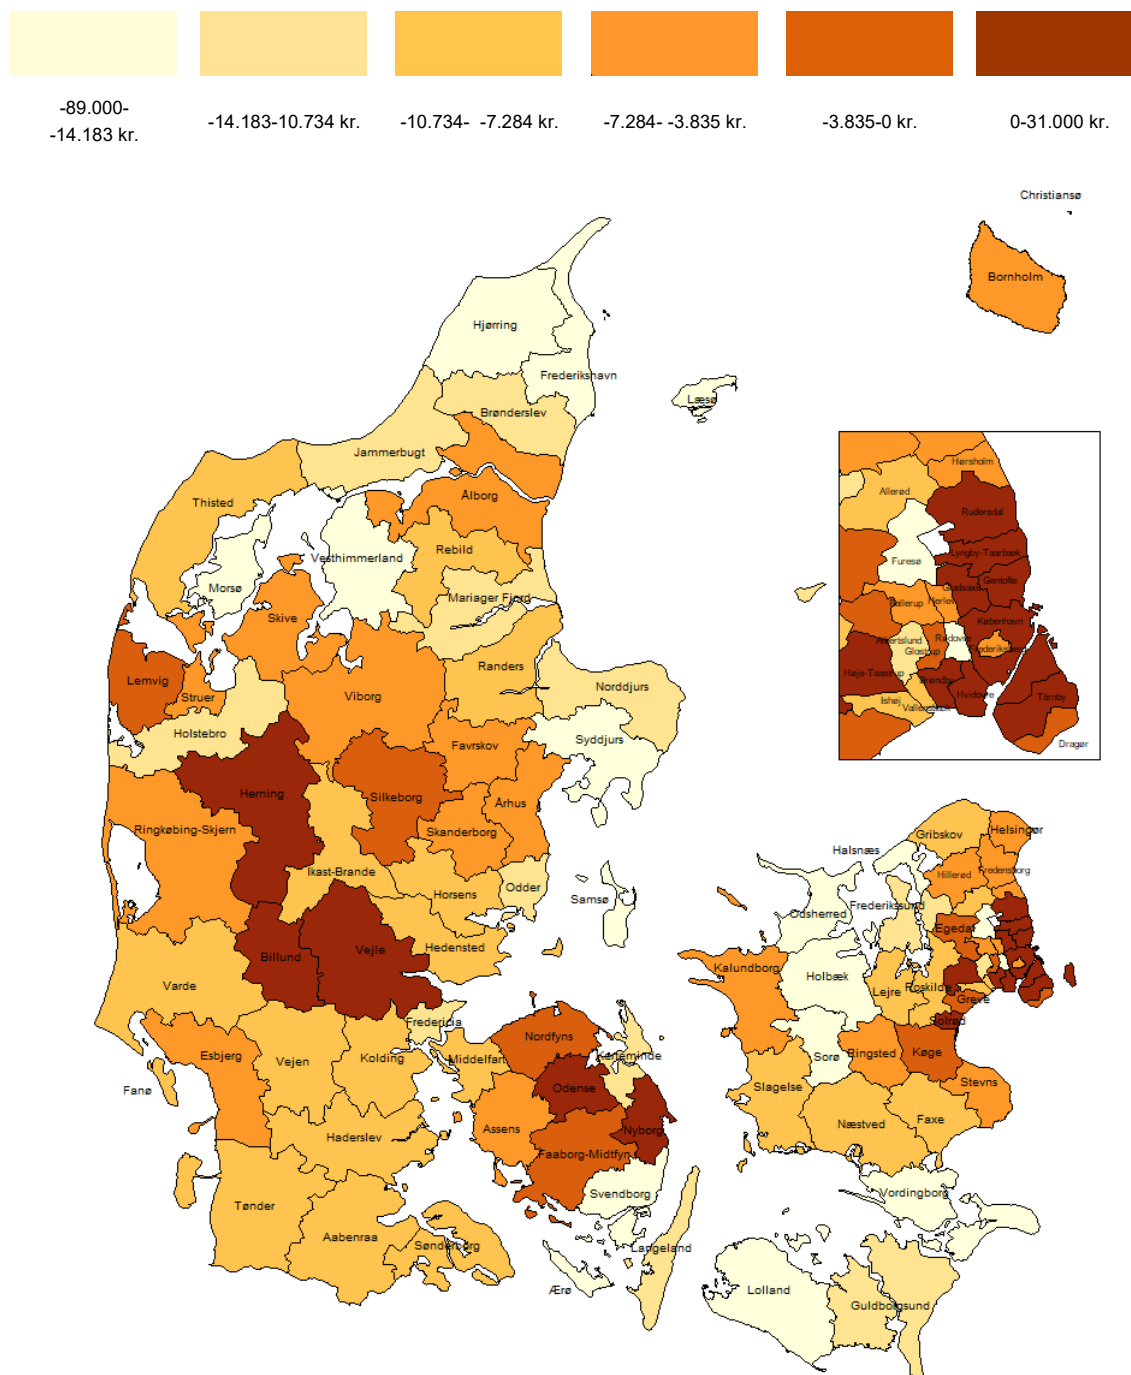 -89.000-
-14.183 kr.
-14.183-10.734 kr.
-10.734- -7.284 kr.
-7.284- -3.835 kr.
-3.835-0 kr.
0-31.000 kr.
Christiansø
Bornholm
Hjørring
Frederikshavn
Læsø
Brønderslev
Jammerbugt
Thisted
Ålborg
Vesthimmerland
Rebild
Morsø
Mariager Fjord
Skive
Randers
Lemvig
Struer
Viborg
Norddjurs
Holstebro
Favrskov
Syddjurs
Herning
Silkeborg
Århus
Ringkøbing-Skjern
Skanderborg
Ikast-Brande
Horsens
Odder
Samsø
Hedensted
Billund
Vejle
Varde
Fredericia
Esbjerg
Vejen
Kolding
Fanø
Haderslev
Tønder
Aabenraa
Sønderborg
Middelfart
Nordfyns
Kerteminde
Odense
Assens
Nyborg
Faaborg-Midtfyn
Svendborg
Langeland
Ærø
Hørsholm
Allerød
Rudersdal
Furesø
Lyngby-Taarbæk
Gentofte
Gladsaxe
Ballerup
Herlev
København
Albertslund
Rødovre
Glostrup
Frederiksberg
Høje-Taastrup
Brøndby
Hvidovre
Ishøj
Vallensbæk
Tårnby
Dragør
Gribskov
Helsingør
Halsnæs
Hillerød
Fredensborg
Odsherred
Frederikssund
Egedal
Kalundborg
Holbæk
Lejre
Roskilde
Greve
Solrød
Sorø
Ringsted
Køge
Stevns
Slagelse
Næstved
Faxe
Vordingborg
Lolland
Guldborgsund